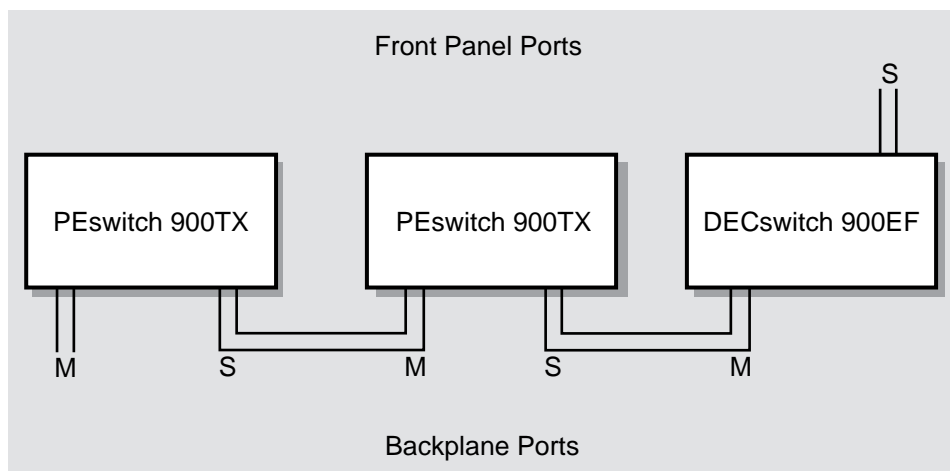 Front Panel Ports
S
PEswitch 900TX
PEswitch 900TX
DECswitch 900EF
M
S
M
S
M
Backplane Ports